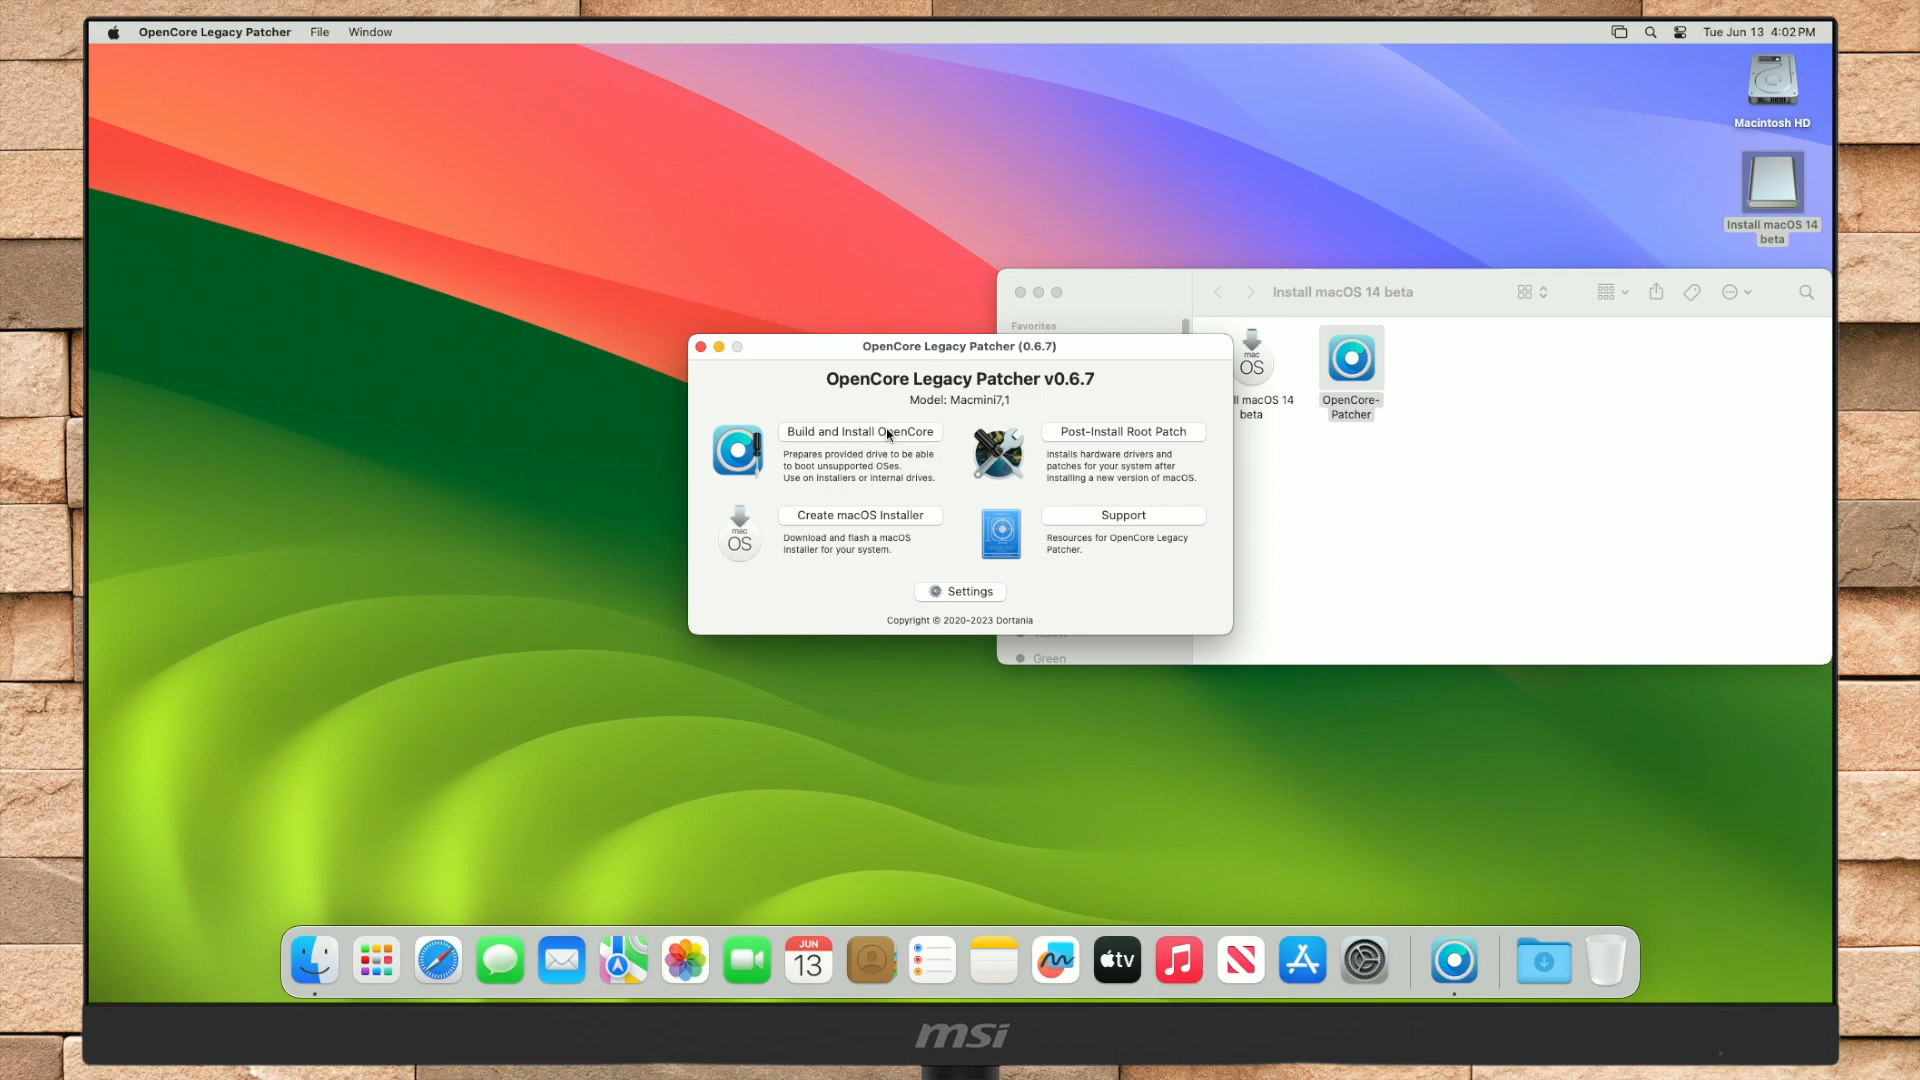 OpenCore Legacy Patcher File Window
Tue Jun 13 4:02 PM
Macintosh HD
Install macOS 14
beta
Install macOS 14 beta
Favorites
mac
OS
ll macOS 14
beta
OpenCore-
Patcher
Green
OpenCore Legacy Patcher (0.6.7)
OpenCore Legacy Patcher v0.6.7
Model: Macmini7,1
Build and Install OpenCore
Prepares provided drive to be able
to boot unsupported OSes.
Use on installers or internal drives.
Post-Install Root Patch
Installs hardware drivers and
patches for your system after
installing a new version of macOS.
mac
OS
Create macOS Installer
Download and flash a macOS
Installer for your system.
Support
Resources for OpenCore Legacy
Patcher.
Settings
Copyright © 2020-2023 Dortania
JUN
13
tv
msi